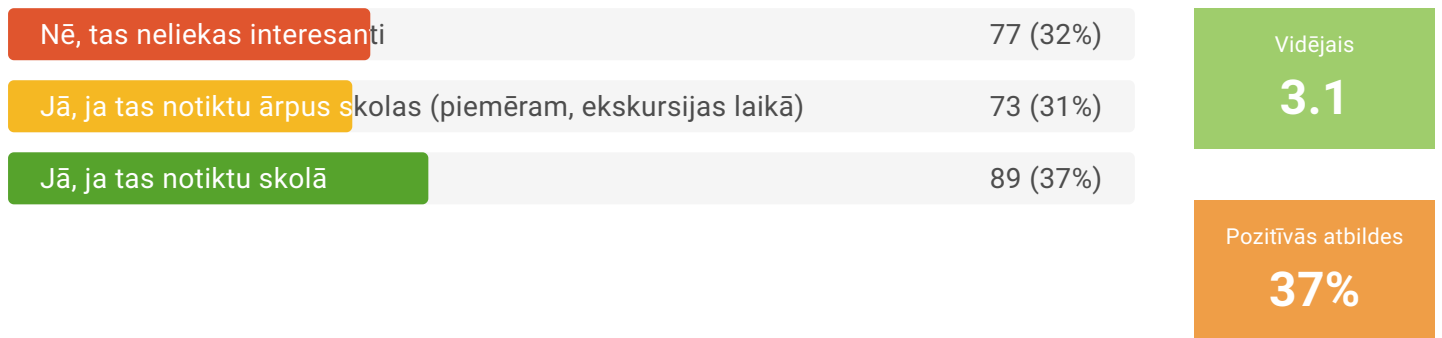 Nē, tas neliekas interesanti 77 (32%)
Jā, ja tas notiktu ārpus skolas (piemēram, ekskursijas laikā) 73 (31%)
Jā, ja tas notiktu skolā 89 (37%)
Vidējais
3.1
Pozitīvās atbildes
37%